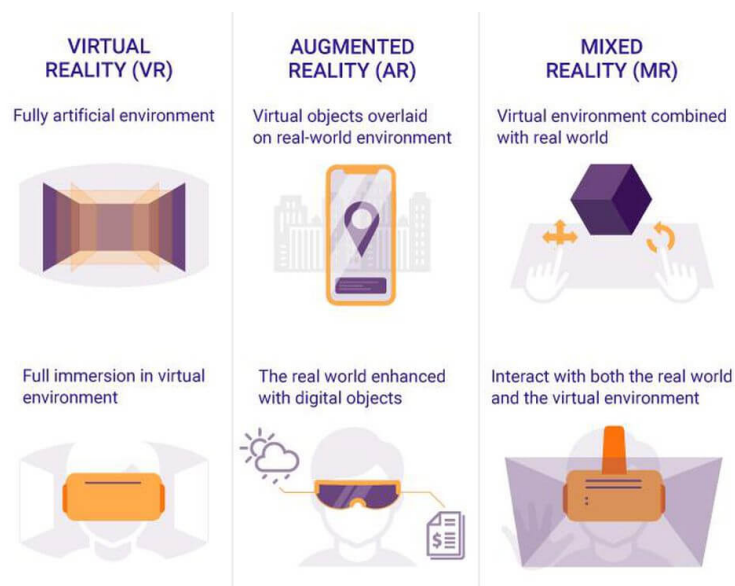 VIRTUAL
REALITY (VR)
Fully artificial environment
Full immersion in virtual
environment
AUGMENTED
REALITY (AR)
Virtual objects overlaid
on real-world environment
The real world enhanced
with digital objects
$
MIXED
REALITY (MR)
Virtual environment combined
with real world
Interact with both the real world
and the virtual environment